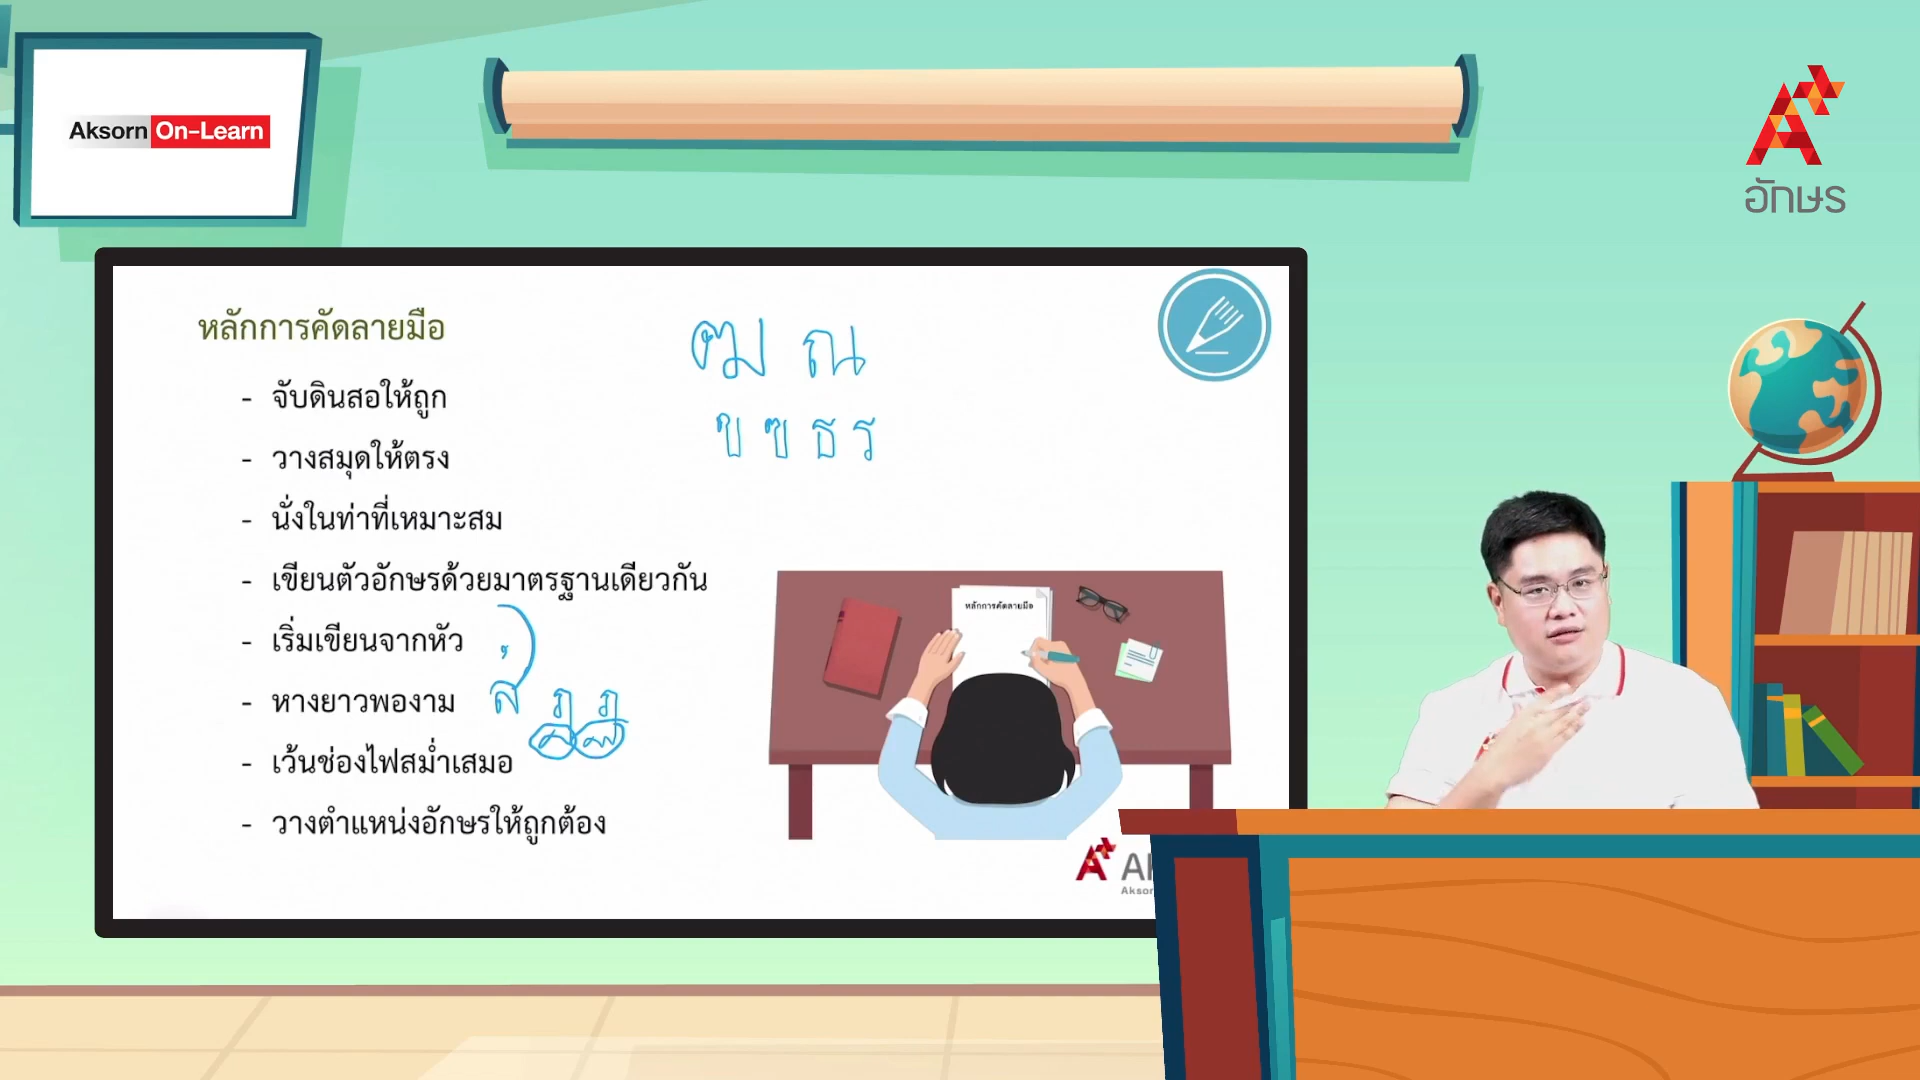 Aksorn On-Learn
อักษร
หลักการคัดลายมือ
- จับดินสอให้ถูก
- วางสมุดให้ตรง
- นั่งในท่าที่เหมาะสม
- เขียนตัวอักษรด้วยมาตรฐานเดียวกัน
- เริ่มเขียนจากหัว
- หางยาวพองาม
- เว้นช่องไฟสม่ำเสมอ
- วางตำแหน่งอักษรให้ถูกต้อง
ฒ ณ
ข ฃ ธ ร
ส ฎ ฏ
หลักการคัดลายมือ